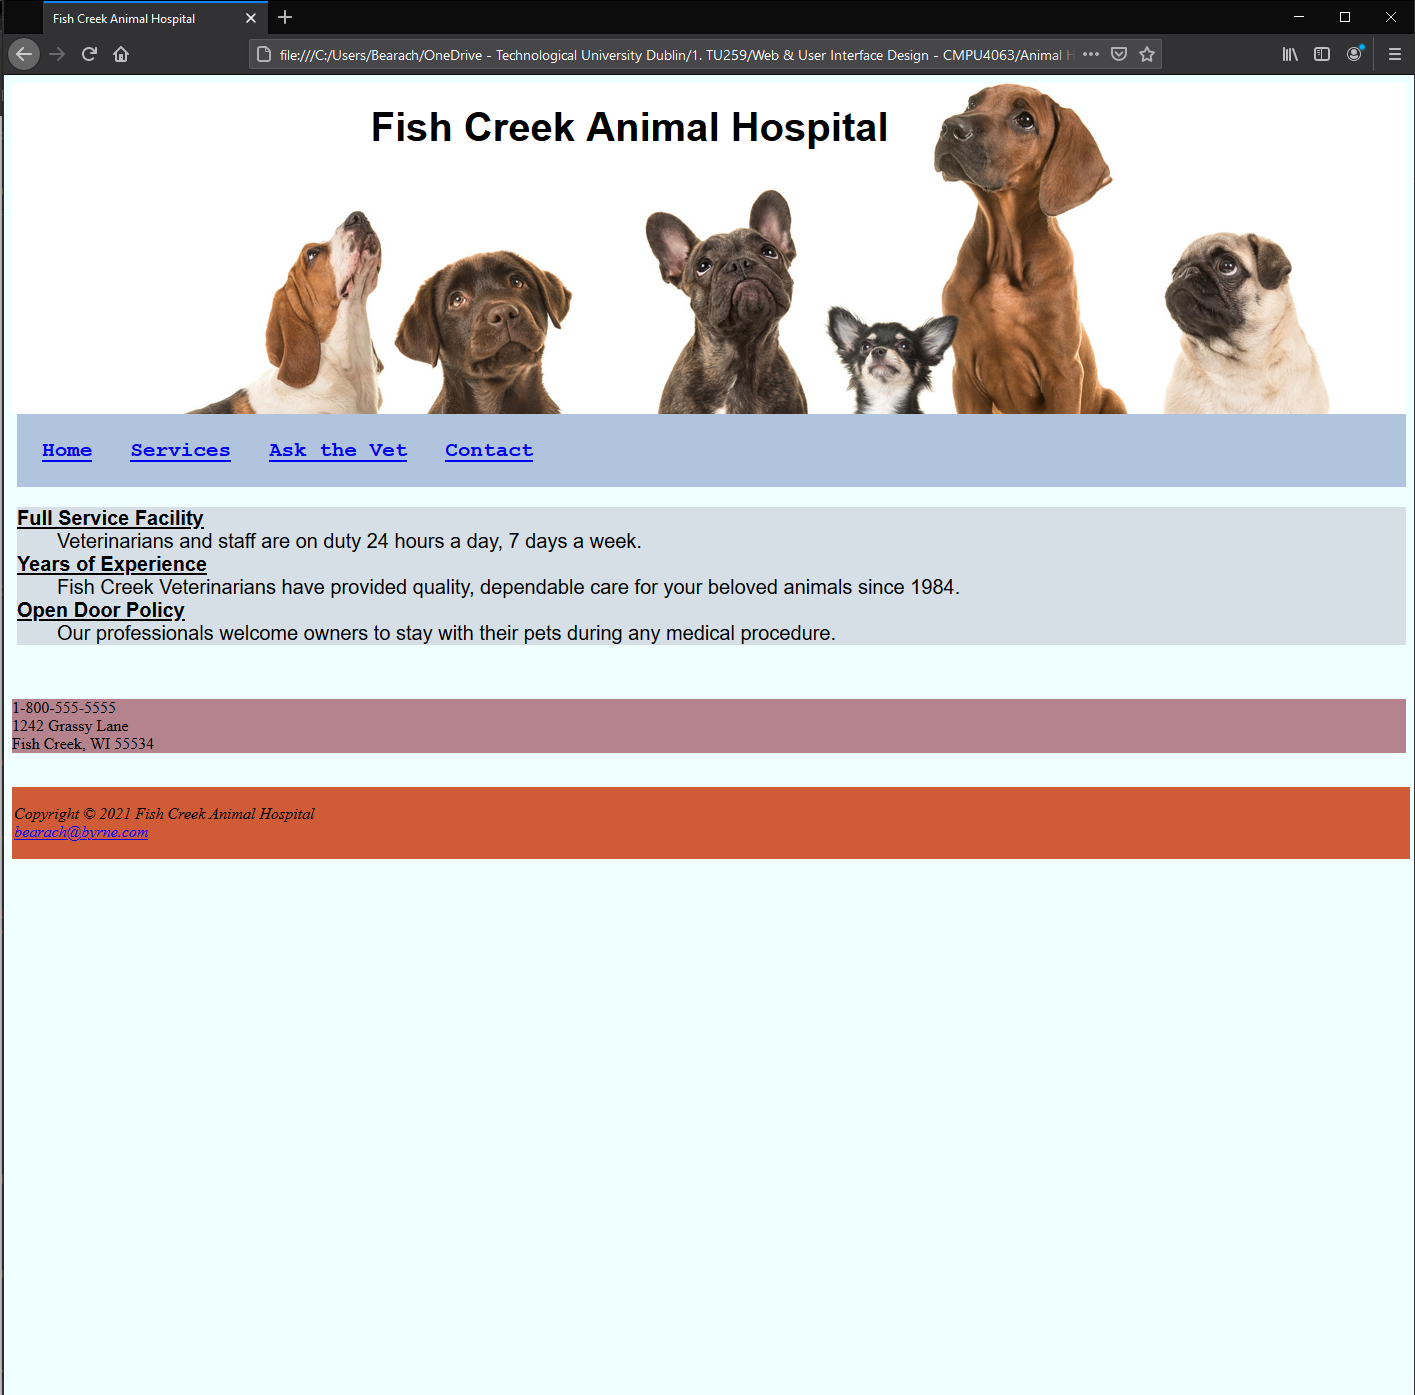 Fish Creek Animal Hospital
file:///C:/Users/Bearach/OneDrive - Technological University Dublin/1. TU259/Web & User Interface Design - CMPU4063/Animal H
Fish Creek Animal Hospital
Home Services Ask the Vet Contact
Full Service Facility
Veterinarians and staff are on duty 24 hours a day, 7 days a week.
Years of Experience
Fish Creek Veterinarians have provided quality, dependable care for your beloved animals since 1984.
Open Door Policy
Our professionals welcome owners to stay with their pets during any medical procedure.
1-800-555-5555
1242 Grassy Lane
Fish Creek, WI 55534
Copyright © 2021 Fish Creek Animal Hospital
bearach@byrne.com